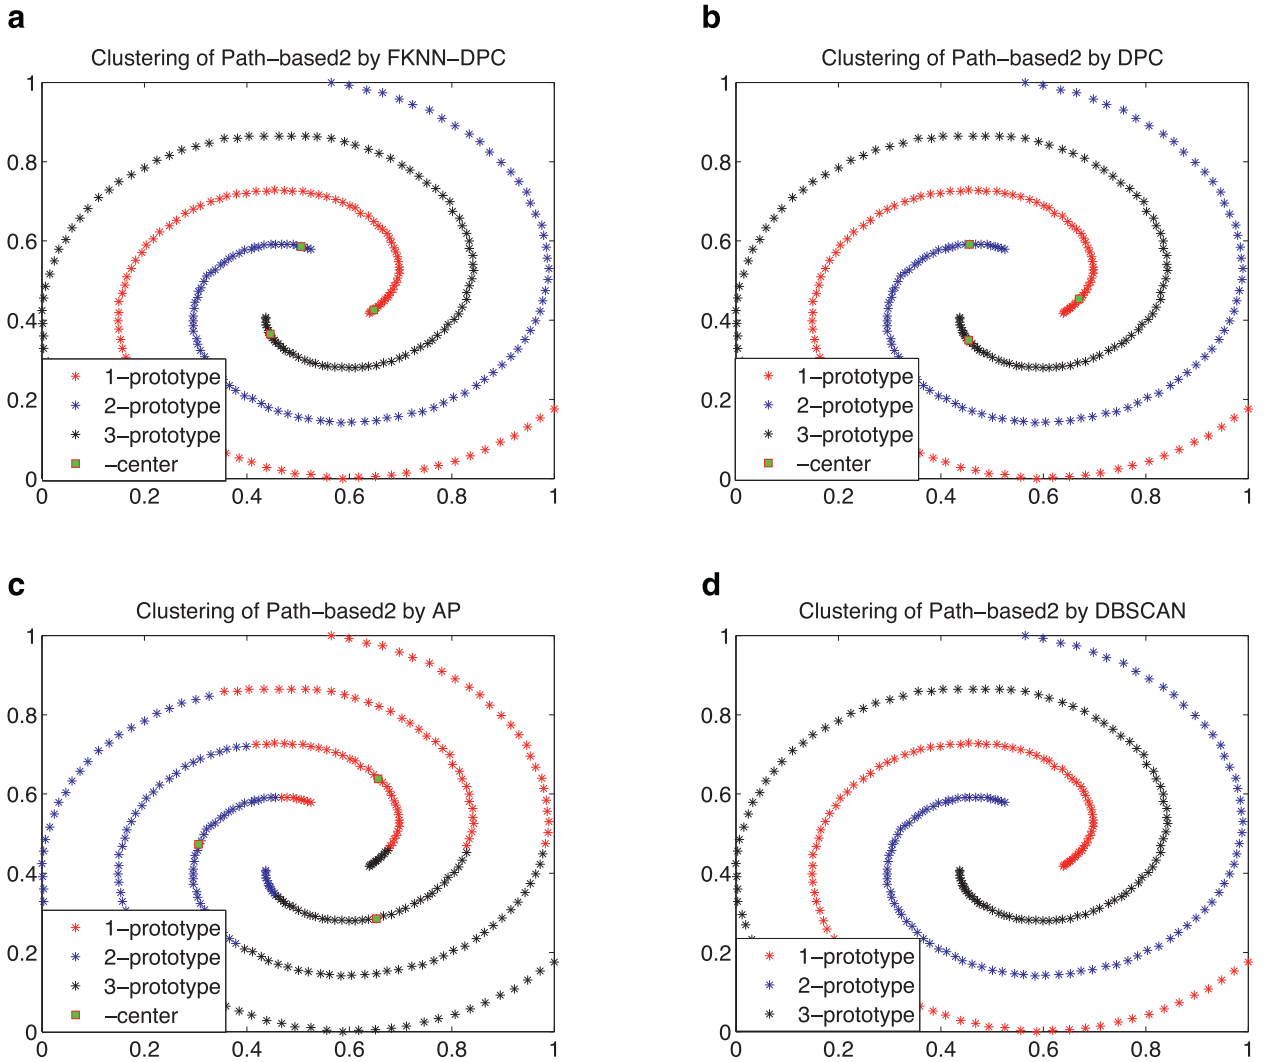 a
Clustering of Path−based2 by FKNN−DPC
1
0.8
0.6
0.4
0.2
0
0 0.2 0.4 0.6 0.8 1
1−prototype
2−prototype
3−prototype
−center
b
Clustering of Path−based2 by DPC
1
0.8
0.6
0.4
0.2
0
0 0.2 0.4 0.6 0.8 1
1−prototype
2−prototype
3−prototype
−center
c
Clustering of Path−based2 by AP
1
0.8
0.6
0.4
0.2
0
0 0.2 0.4 0.6 0.8 1
1−prototype
2−prototype
3−prototype
−center
d
Clustering of Path−based2 by DBSCAN
1
0.8
0.6
0.4
0.2
0
0 0.2 0.4 0.6 0.8 1
1−prototype
2−prototype
3−prototype